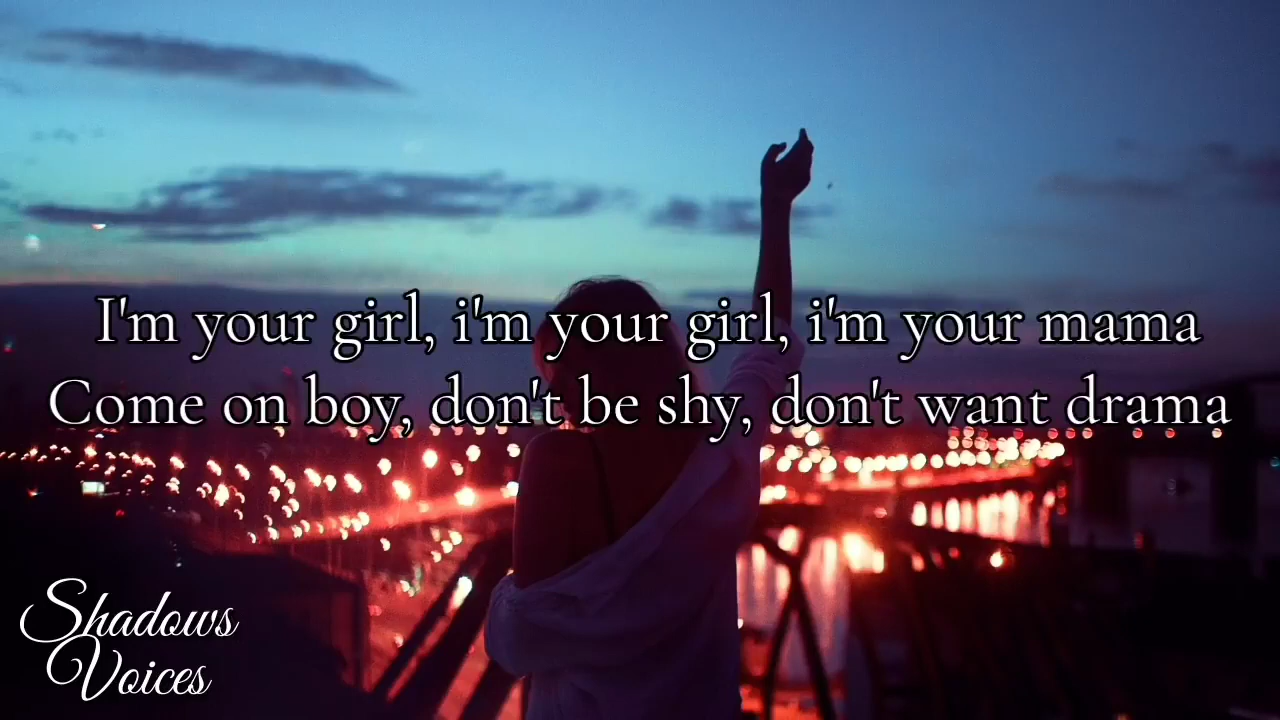 I'm your girl, i'm your girl, i'm your mama
Come on boy, don't be shy, don't want drama
Shadows
Voices